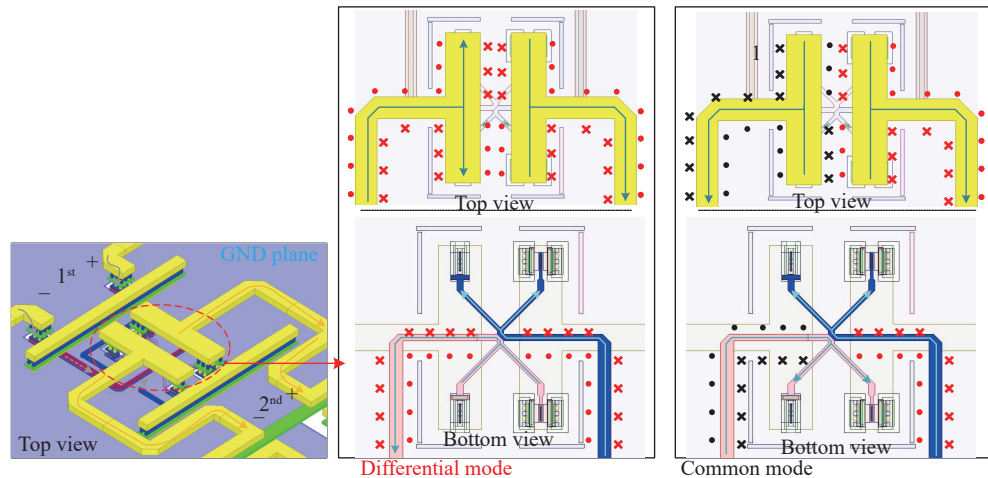 GND plane
1st
+
−
2nd
−
+
Top view
Top view
Bottom view
Differential mode
1
Top view
Bottom view
Common mode